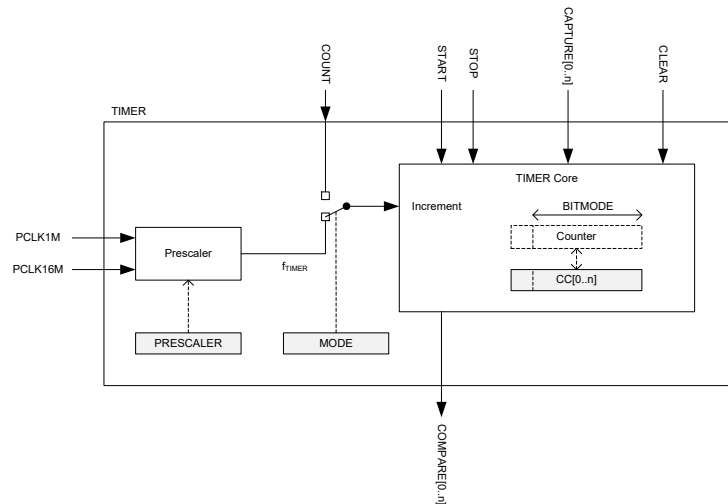 COUNT
START
STOP
CAPTURE[0..n]
CLEAR
TIMER
TIMER Core
Increment
BITMODE
Counter
CC[0..n]
PCLK1M
PCLK16M
Prescaler
fTIMER
PRESCALER
MODE
COMPARE[0..n]